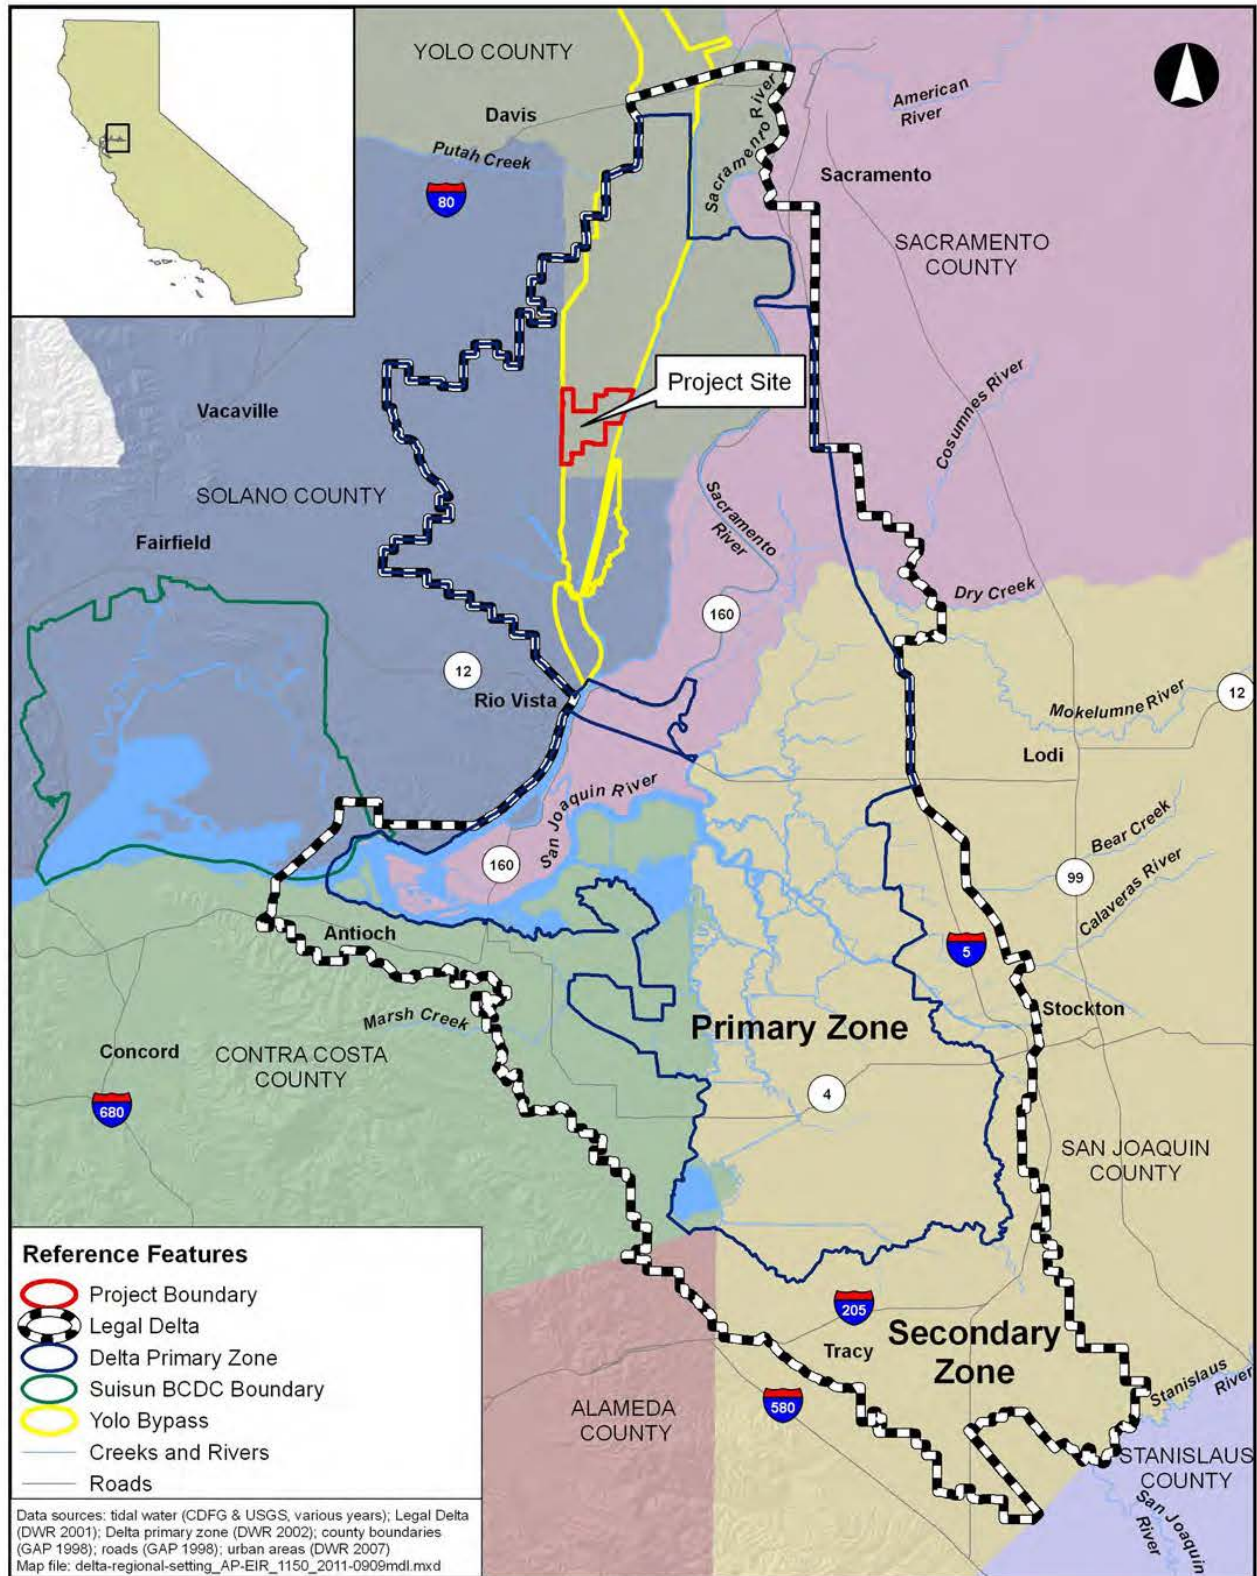 YOLO COUNTY
Davis
Putah Creek
80
Sacramenro River
American
River
Sacramento
SACRAMENTO
COUNTY
Project Site
Vacaville
SOLANO COUNTY
Fairfield
Sacramento
River
Cosumnes River
Dry Creek
160
12
Rio Vista
Mokelumne River
12
Lodi
San Joaquin River
160
Bear Creek
99
Calaveras River
5
Antioch
Stockton
Marsh Creek
Primary Zone
Concord
CONTRA COSTA
COUNTY
680
4
SAN JOAQUIN
COUNTY
205
Secondary
Zone
Tracy
580
ALAMEDA
COUNTY
Stanislaus
River
STANISLAUS
COUNTY
San Joaquin
River
Reference Features
Project Boundary
Legal Delta
Delta Primary Zone
Suisun BCDC Boundary
Yolo Bypass
Creeks and Rivers
Roads
Data sources: tidal water (CDFG & USGS, various years); Legal Delta
(DWR 2001); Delta primary zone (DWR 2002); county boundaries
(GAP 1998); roads (GAP 1998); urban areas (DWR 2007)
Map file: delta-regional-setting_AP-EIR_1150_2011-0909mdl.mxd